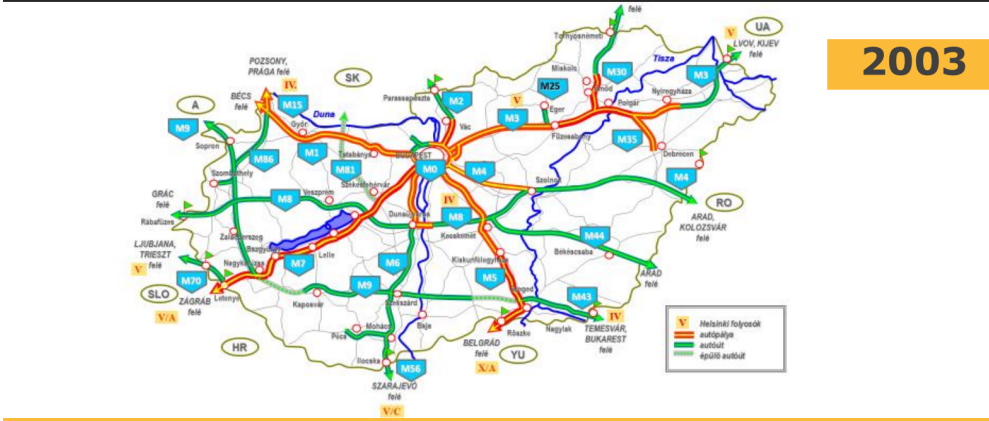 2003
felé
Tornyosnémeti
UA
V
LVOV, KIJEV
felé
Tisza
POZSONY,
PRÁGA felé
SK
Miskolc
M30
M3
BÉCS
felé
IV.
M15
M25
Nyíregyháza
A
Parassapuszta
M2
V
Eger
Polgár
M9
Duna
Győr
Vác
M3
Füzesabony
M35
Sopron
M1
Tatabánya
BUDAPEST
Debrecen
M86
M81
M0
M4
M4
Szombathely
Székesfehérvár
Szolnok
GRÁC
felé
M8
Veszprém
IV
RO
Rábafüzes
Dunaújváros
M8
ARAD,
KOLOZSVÁR
felé
Zalaegerszeg
Kecskemét
M44
LJUBJANA,
TRIESZT
felé
V
Lelle
Békéscsaba
M7
M6
Kiskunfélegyháza
Nagykanizsa
M5
ARAD
felé
M70
M9
SLO
ZÁGRÁB
felé
Letenye
Szeged
M43
V/A
Kaposvár
Szekszárd
V
Helsinki folyosók
HR
Mohács
Baja
Röszke
Nagylak
IV
autópálya
Pécs
TEMESVÁR,
BUKAREST
felé
autóút
BELGRÁD
felé
YU
épülő autóút
Ilocska
X/A
M56
SZARAJEVÓ
felé
V/C